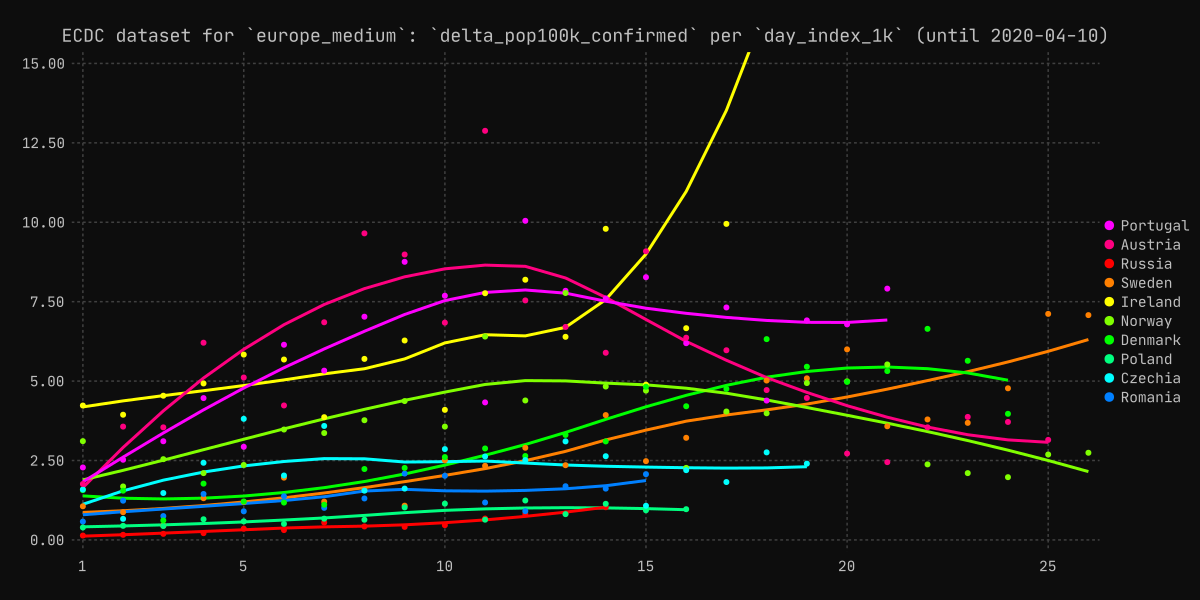 ECDC dataset for `europe_medium`: `delta_pop100k_confirmed` per `day_index_1k` (until 2020-04-10)
15.00
12.50
10.00
7.50
5.00
2.50
0.00
1 5 10 15 20 25
Portugal
Austria
Russia
Sweden
Ireland
Norway
Denmark
Poland
Czechia
Romania